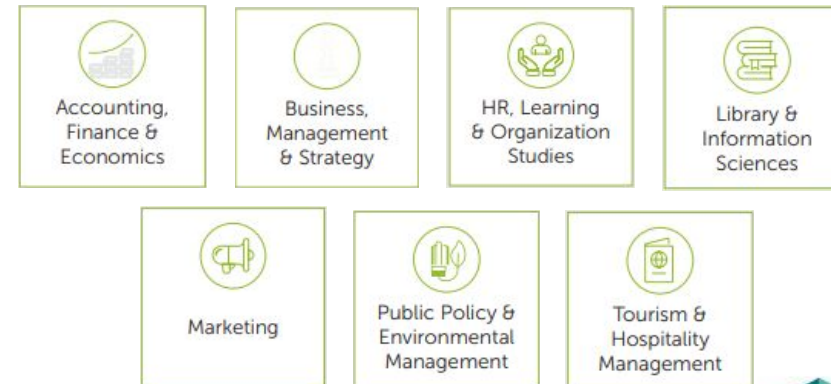 Accounting,
Finance &
Economics
Business,
Management
& Strategy
HR, Learning
& Organization
Studies
Library &
Information
Sciences
Marketing
Public Policy &
Environmental
Management
Tourism &
Hospitality
Management